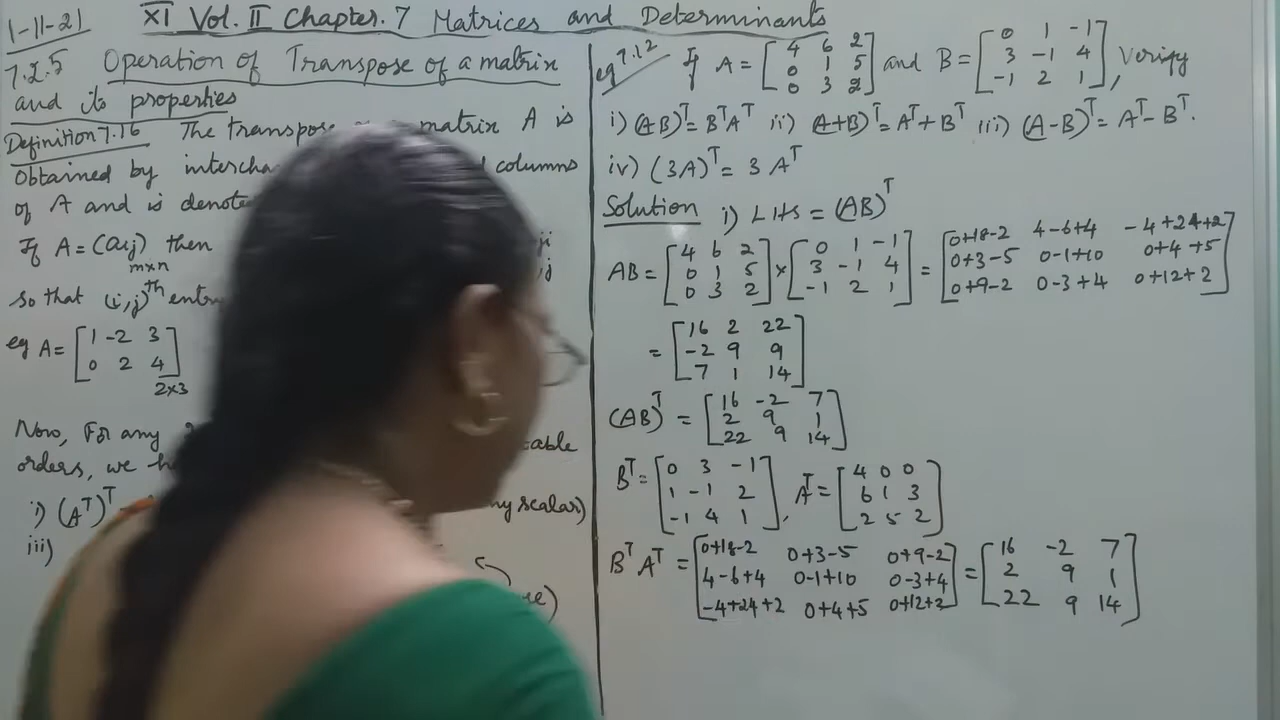 1-11-21
XI Vol. II Chapter. 7 Matrices and Determinants
7.2.5 Operation of Transpose of a matrix
and its properties
Definition 7.16 The transpose matrix A is
obtained by columns
of A and is
If A = (aij)m×n then ji
so that (i,j)th i,j
eg A = [1 -2 3
0 2 4] 2×3
Now, For any
orders, we
i) (A^T)^T scalar)
iii)
eg 7.12 If A = [4 6 2
0 1 5
0 3 2] and B = [0 1 -1
3 -1 4
-1 2 1], Verify
i) (AB)^T = B^T A^T ii) (A+B)^T = A^T + B^T iii) (A-B)^T = A^T - B^T.
iv) (3A)^T = 3 A^T
Solution i) LHS = (AB)^T
AB = [4 6 2
0 1 5
0 3 2] × [0 1 -1
3 -1 4
-1 2 1] = [0+18-2 4-6+4 -4+24+2
0+3-5 0-1+10 0+4+5
0+9-2 0-3+4 0+12+2]
= [16 2 22
-2 9 9
7 1 14]
(AB)^T = [16 -2 7
2 9 1
22 9 14]
B^T = [0 3 -1
1 -1 2
-1 4 1], A^T = [4 0 0
6 1 3
2 5 2]
B^T A^T = [0+18-2 0+3-5 0+9-2
4-6+4 0-1+10 0-3+4
-4+24+2 0+4+5 0+12+2] = [16 -2 7
2 9 1
22 9 14]